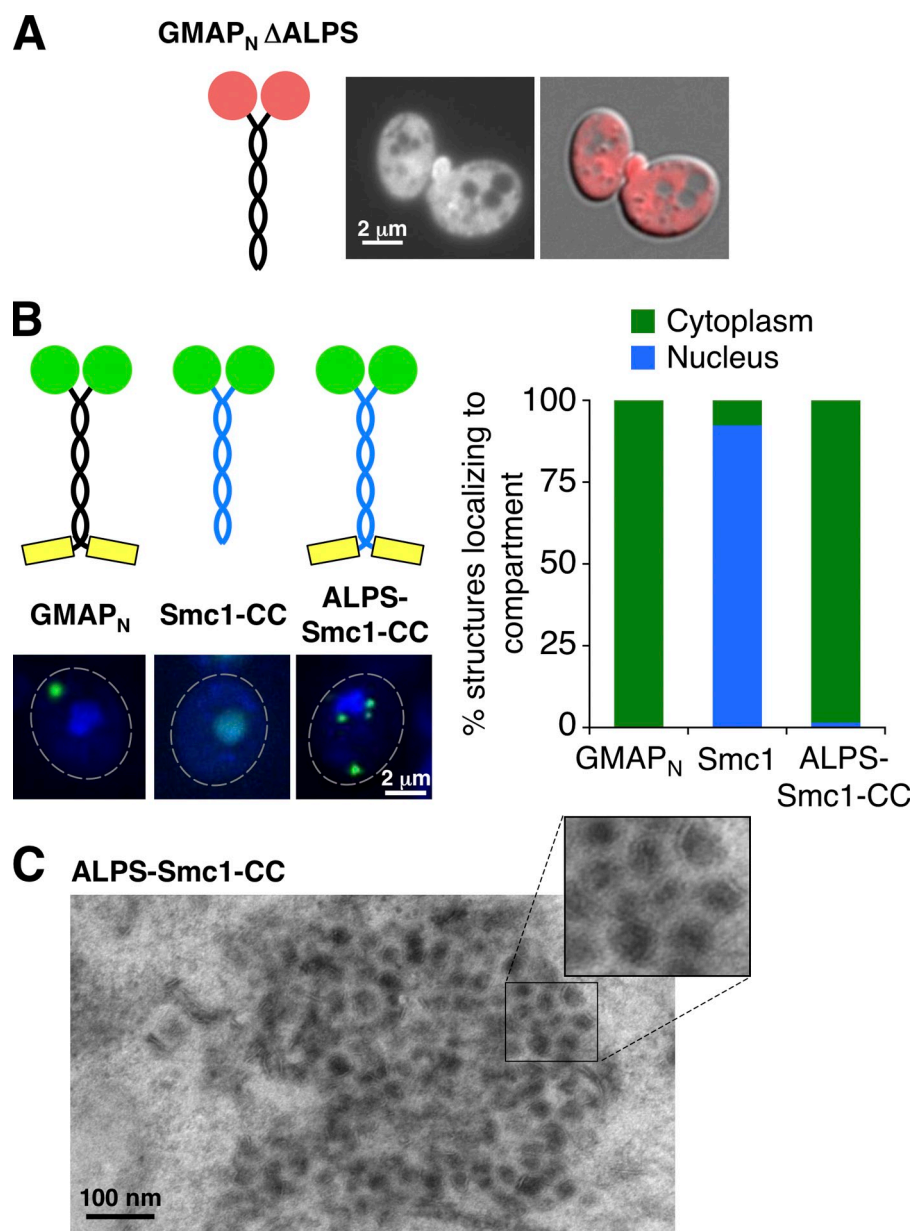 A
GMAPN ΔALPS
2 μm
B
Cytoplasm
Nucleus
GMAPN
Smc1-CC
ALPS-
Smc1-CC
2 μm
% structures localizing to
compartment
100
75
50
25
0
GMAPN
Smc1
ALPS-
Smc1-CC
C
ALPS-Smc1-CC
100 nm